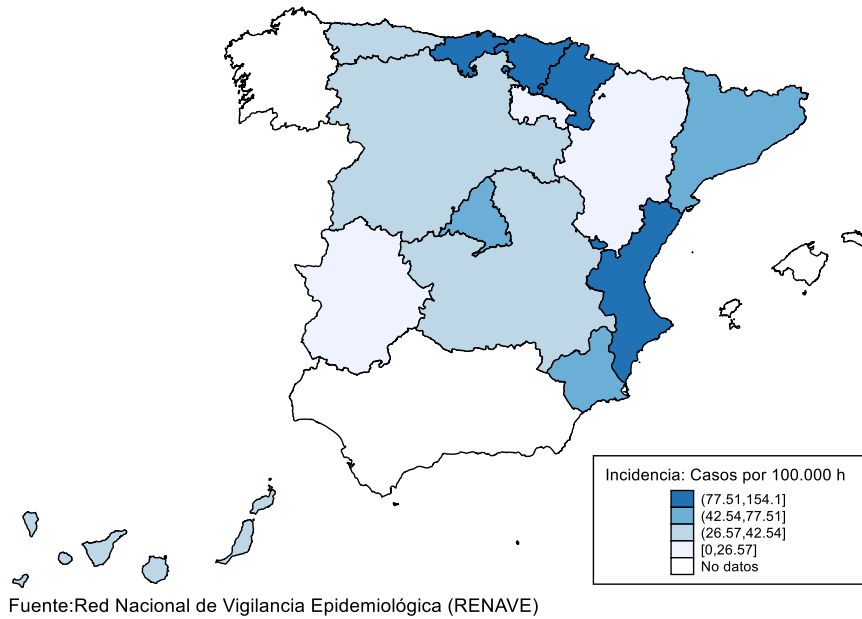 Incidencia: Casos por 100.000 h
(77.51,154.1]
(42.54,77.51]
(26.57,42.54]
[0,26.57]
No datos
Fuente:Red Nacional de Vigilancia Epidemiológica (RENAVE)